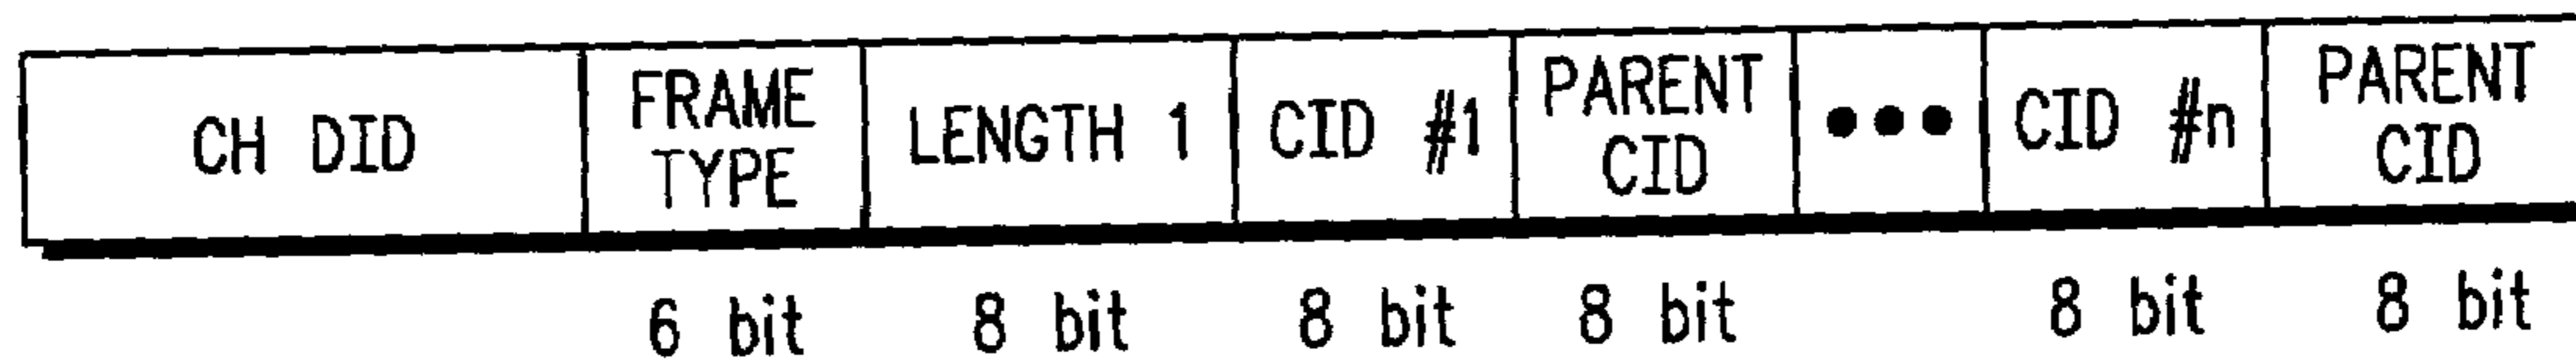 CH DID
FRAME
TYPE
LENGTH 1
CID #1
PARENT
CID
•••
CID #n
PARENT
CID
6 bit
8 bit
8 bit
8 bit
8 bit
8 bit